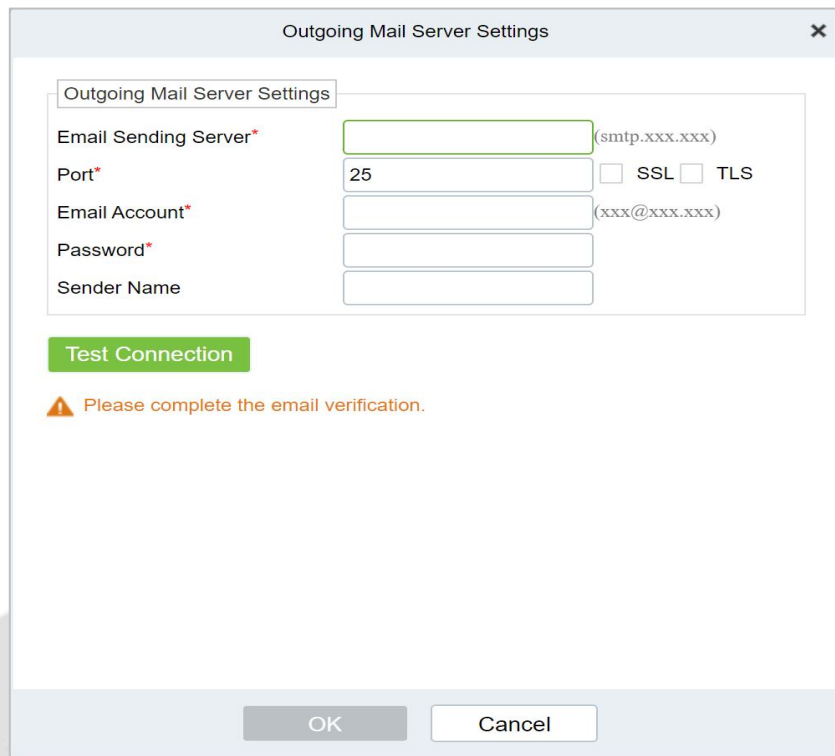 Outgoing Mail Server Settings
Outgoing Mail Server Settings
Email Sending Server* (smtp.xxx.xxx)
Port* 25 SSL TLS
Email Account* (xxx@xxx.xxx)
Password*
Sender Name
Test Connection
Please complete the email verification.
OK Cancel